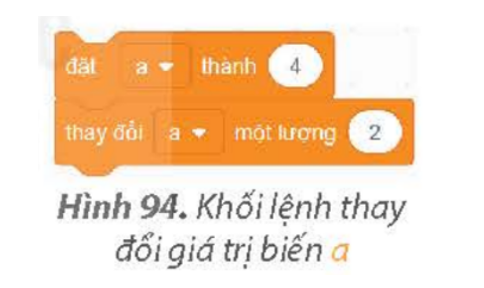 đặt a thành 4
thay đổi a một lượng 2
Hình 94. Khối lệnh thay
đổi giá trị biến a